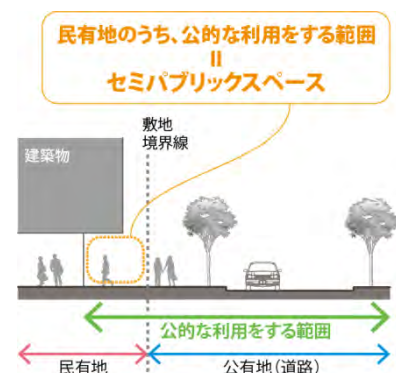 民有地のうち、公的な利用をする範囲
＝
セミパブリックスペース
敷地
境界線
建築物
公的な利用をする範囲
民有地
公有地（道路）